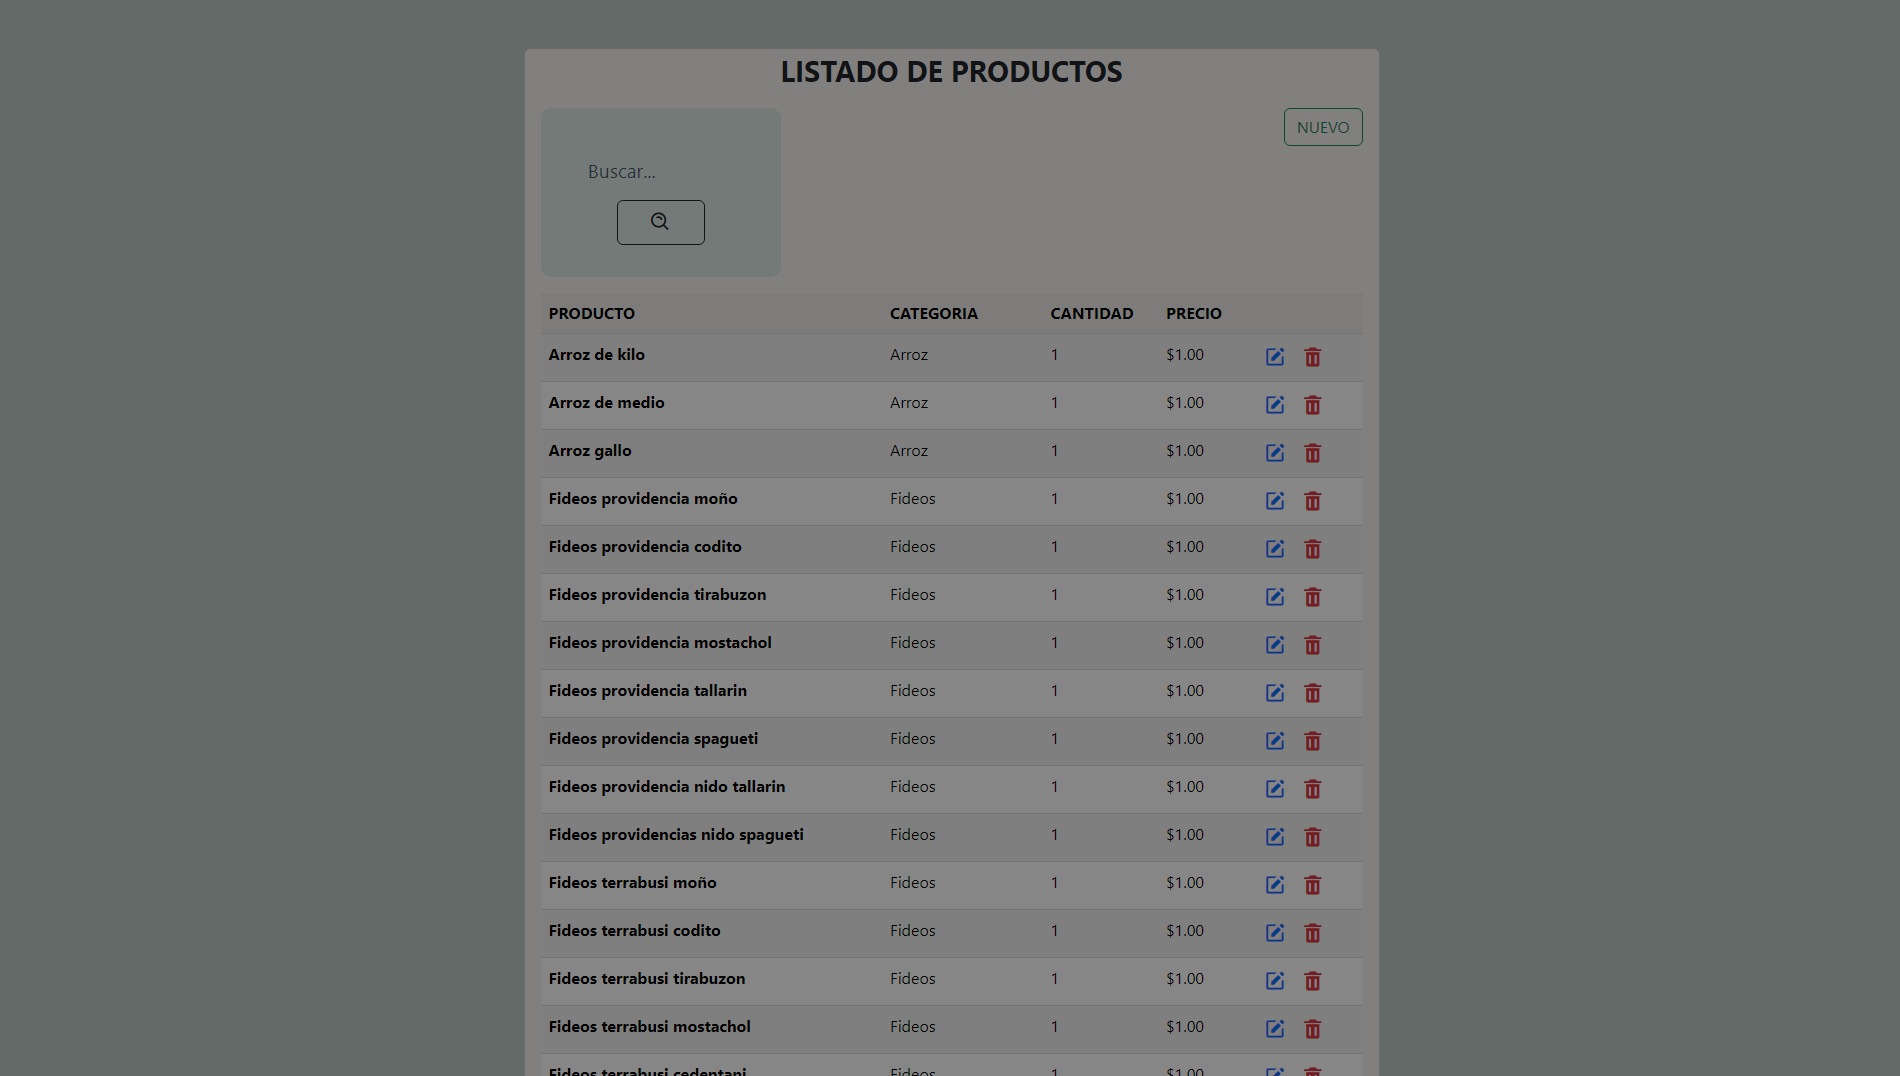 LISTADO DE PRODUCTOS
NUEVO
Buscar...
PRODUCTO CATEGORIA CANTIDAD PRECIO
Arroz de kilo Arroz 1 $1.00
Arroz de medio Arroz 1 $1.00
Arroz gallo Arroz 1 $1.00
Fideos providencia moño Fideos 1 $1.00
Fideos providencia codito Fideos 1 $1.00
Fideos providencia tirabuzon Fideos 1 $1.00
Fideos providencia mostachol Fideos 1 $1.00
Fideos providencia tallarin Fideos 1 $1.00
Fideos providencia spagueti Fideos 1 $1.00
Fideos providencia nido tallarin Fideos 1 $1.00
Fideos providencias nido spagueti Fideos 1 $1.00
Fideos terrabusi moño Fideos 1 $1.00
Fideos terrabusi codito Fideos 1 $1.00
Fideos terrabusi tirabuzon Fideos 1 $1.00
Fideos terrabusi mostachol Fideos 1 $1.00
Fideos terrabusi cedentani Fideos 1 $1.00